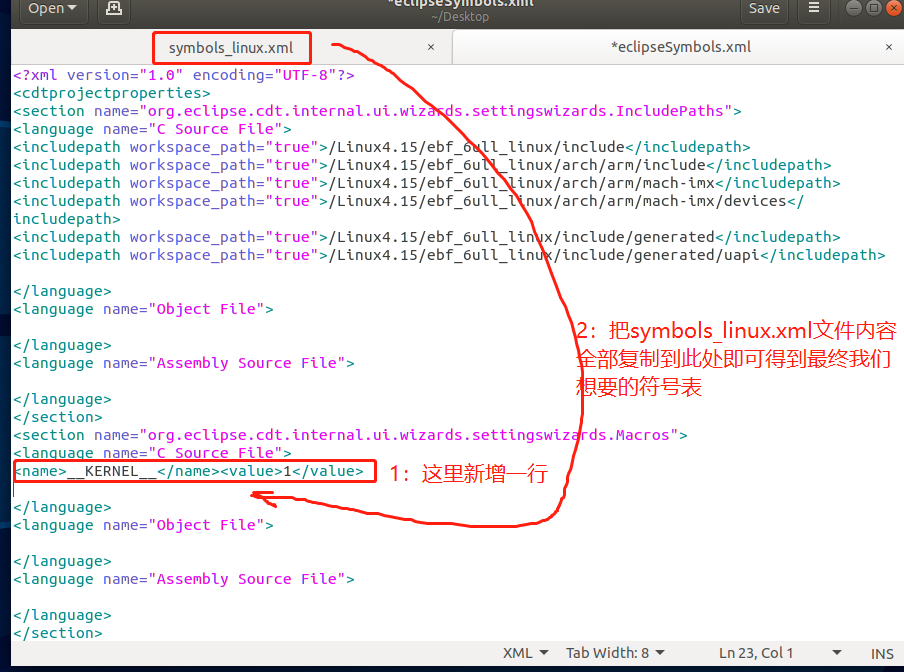 Open
*eclipseSymbols.xml
~/Desktop
Save
symbols_linux.xml
*eclipseSymbols.xml
<?xml version="1.0" encoding="UTF-8"?>
<cdtprojectproperties>
<section name="org.eclipse.cdt.internal.ui.wizards.settingswizards.IncludePaths">
<language name="C Source File">
<includepath workspace_path="true">/Linux4.15/ebf_6ull_linux/include</includepath>
<includepath workspace_path="true">/Linux4.15/ebf_6ull_linux/arch/arm/include</includepath>
<includepath workspace_path="true">/Linux4.15/ebf_6ull_linux/arch/arm/mach-imx</includepath>
<includepath workspace_path="true">/Linux4.15/ebf_6ull_linux/arch/arm/mach-imx/devices</
includepath>
<includepath workspace_path="true">/Linux4.15/ebf_6ull_linux/include/generated</includepath>
<includepath workspace_path="true">/Linux4.15/ebf_6ull_linux/include/generated/uapi</includepath>
</language>
<language name="Object File">
</language>
<language name="Assembly Source File">
</language>
</section>
<section name="org.eclipse.cdt.internal.ui.wizards.settingswizards.Macros">
<language name="C Source File">
<name>__KERNEL__</name><value>1</value>
</language>
<language name="Object File">
</language>
<language name="Assembly Source File">
</language>
</section>
2：把symbols_linux.xml文件内容
全部复制到此处即可得到最终我们
想要的符号表
1：这里新增一行
XML
Tab Width: 8
Ln 23, Col 1
INS